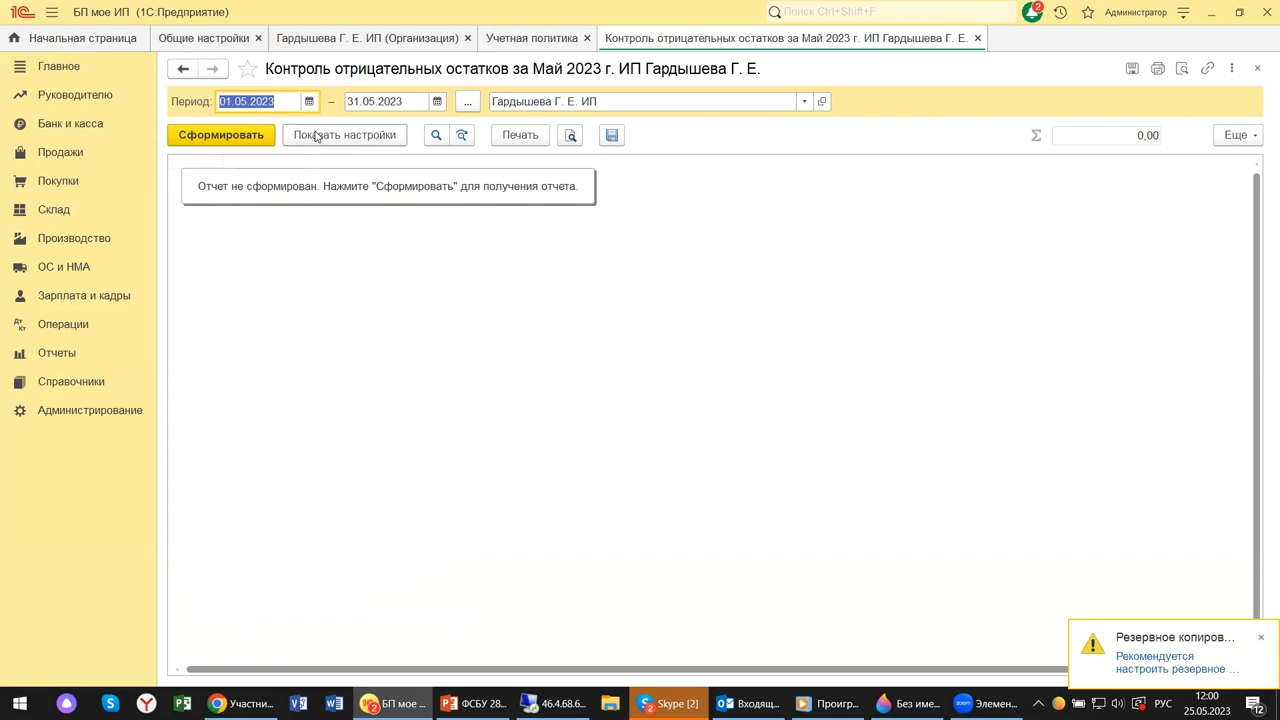 БП мое ИП (1С:Предприятие)
Поиск Ctrl+Shift+F
2
Администратор
Начальная страница
Общие настройки ×
Гардышева Г. Е. ИП (Организация) ×
Учетная политика ×
Контроль отрицательных остатков за Май 2023 г. ИП Гардышева Г. Е. ×
Главное
Руководителю
Банк и касса
Продажи
Покупки
Склад
Производство
ОС и НМА
Зарплата и кадры
Операции
Отчеты
Справочники
Администрирование
Контроль отрицательных остатков за Май 2023 г. ИП Гардышева Г. Е.
Период: 01.05.2023 – 31.05.2023 ... Гардышева Г. Е. ИП
Сформировать
Показать настройки
Печать
Σ 0,00
Еще
Отчет не сформирован. Нажмите "Сформировать" для получения отчета.
Резервное копиров...
Рекомендуется
настроить резервное ...
Участни...
БП мое ...
ФСБУ 28...
46.4.68.6...
Skype [2]
Входящ...
Проигр...
Без име...
Элемен...
РУС
12:00
25.05.2023
12